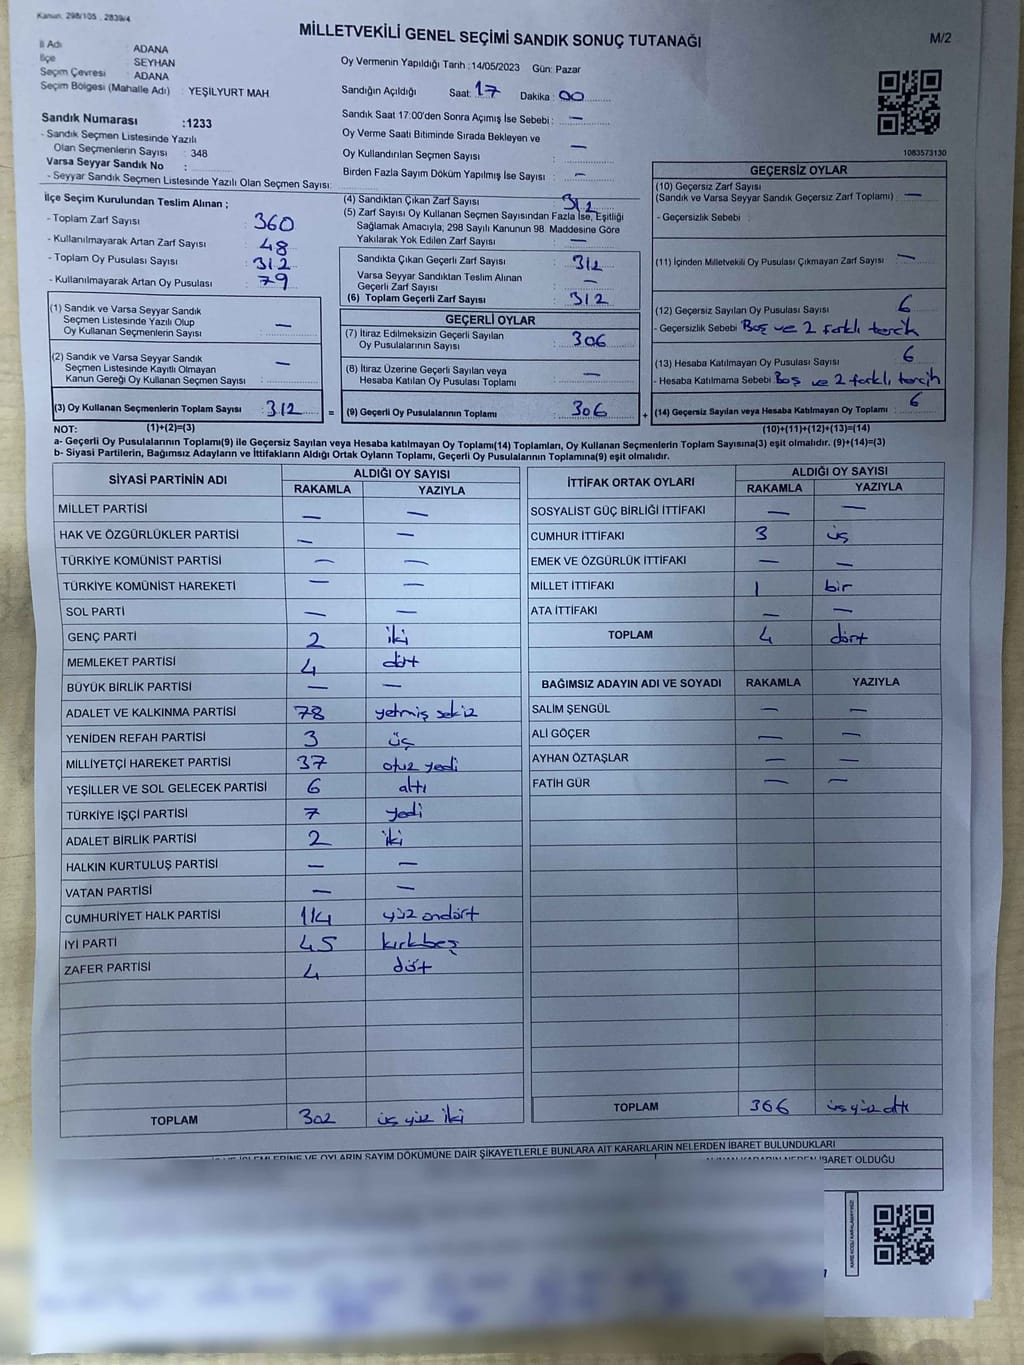 Kanun. 298/105 . 2839/4
MİLLETVEKİLİ GENEL SEÇİMİ SANDIK SONUÇ TUTANAĞI
M/2
İl Adı : ADANA
İlçe : SEYHAN
Seçim Çevresi : ADANA
Seçim Bölgesi (Mahalle Adı) : YEŞİLYURT MAH
Sandık Numarası :1233
- Sandık Seçmen Listesinde Yazılı
Olan Seçmenlerin Sayısı : 348
Varsa Seyyar Sandık No :
- Seyyar Sandık Seçmen Listesinde Yazılı Olan Seçmen Sayısı:
Oy Vermenin Yapıldığı Tarih :14/05/2023 Gün: Pazar
Sandığın Açıldığı Saat: 17 Dakika : 00
Sandık Saat 17:00'den Sonra Açımış İse Sebebi : —
Oy Verme Saati Bitiminde Sırada Bekleyen ve
Oy Kullandırılan Seçmen Sayısı : —
Birden Fazla Sayım Döküm Yapılmış İse Sayısı : —
1083573130
İlçe Seçim Kurulundan Teslim Alınan ;
- Toplam Zarf Sayısı : 360
- Kullanılmayarak Artan Zarf Sayısı : 48
- Toplam Oy Pusulası Sayısı : 312
- Kullanılmayarak Artan Oy Pusulası : 79
(1) Sandık ve Varsa Seyyar Sandık
Seçmen Listesinde Yazılı Olup
Oy Kullanan Seçmenlerin Sayısı : —
(2) Sandık ve Varsa Seyyar Sandık
Seçmen Listesinde Kayıtlı Olmayan
Kanun Gereği Oy Kullanan Seçmen Sayısı : —
(3) Oy Kullanan Seçmenlerin Toplam Sayısı : 312 =
(4) Sandıktan Çıkan Zarf Sayısı : 312
(5) Zarf Sayısı Oy Kullanan Seçmen Sayısından Fazla İse, Eşitliği
Sağlamak Amacıyla; 298 Sayılı Kanunun 98. Maddesine Göre
Yakılarak Yok Edilen Zarf Sayısı : —
Sandıkta Çıkan Geçerli Zarf Sayısı : 312
Varsa Seyyar Sandıktan Teslim Alınan
Geçerli Zarf Sayısı : —
(6) Toplam Geçerli Zarf Sayısı : 312
GEÇERLİ OYLAR
(7) İtiraz Edilmeksizin Geçerli Sayılan
Oy Pusulalarının Sayısı : 306
(8) İtiraz Üzerine Geçerli Sayılan veya
Hesaba Katılan Oy Pusulası Toplamı : —
(9) Geçerli Oy Pusulalarının Toplamı : 306 +
GEÇERSİZ OYLAR
(10) Geçersiz Zarf Sayısı
(Sandık ve Varsa Seyyar Sandık Geçersiz Zarf Toplamı) : —
- Geçersizlik Sebebi :
(11) İçinden Milletvekili Oy Pusulası Çıkmayan Zarf Sayısı : —
(12) Geçersiz Sayılan Oy Pusulası Sayısı : 6
- Geçersizlik Sebebi : Boş ve 2 farklı tercih
(13) Hesaba Katılmayan Oy Pusulası Sayısı : 6
- Hesaba Katılmama Sebebi : Boş ve 2 farklı tercih
(14) Geçersiz Sayılan veya Hesaba Katılmayan Oy Toplamı : 6
NOT: (1)+(2)=(3) (10)+(11)+(12)+(13)=(14)
a- Geçerli Oy Pusulalarının Toplamı(9) ile Geçersiz Sayılan veya Hesaba katılmayan Oy Toplamı(14) Toplamları, Oy Kullanan Seçmenlerin Toplam Sayısına(3) eşit olmalıdır. (9)+(14)=(3)
b- Siyasi Partilerin, Bağımsız Adayların ve İttifakların Aldığı Ortak Oyların Toplamı, Geçerli Oy Pusulalarının Toplamına(9) eşit olmalıdır.
SİYASİ PARTİNİN ADI ALDIĞI OY SAYISI
RAKAMLA YAZIYLA
MİLLET PARTİSİ — —
HAK VE ÖZGÜRLÜKLER PARTİSİ — —
TÜRKİYE KOMÜNİST PARTİSİ — —
TÜRKİYE KOMÜNİST HAREKETİ — —
SOL PARTİ — —
GENÇ PARTİ 2 iki
MEMLEKET PARTİSİ 4 dört
BÜYÜK BİRLİK PARTİSİ — —
ADALET VE KALKINMA PARTİSİ 78 yetmiş sekiz
YENİDEN REFAH PARTİSİ 3 üç
MİLLİYETÇİ HAREKET PARTİSİ 37 otuz yedi
YEŞİLLER VE SOL GELECEK PARTİSİ 6 altı
TÜRKİYE İŞÇİ PARTİSİ 7 yedi
ADALET BİRLİK PARTİSİ 2 iki
HALKIN KURTULUŞ PARTİSİ — —
VATAN PARTİSİ — —
CUMHURİYET HALK PARTİSİ 114 yüz ondört
İYİ PARTİ 45 kırkbeş
ZAFER PARTİSİ 4 dört
TOPLAM 302 üç yüz iki
İTTİFAK ORTAK OYLARI ALDIĞI OY SAYISI
RAKAMLA YAZIYLA
SOSYALİST GÜÇ BİRLİĞİ İTTİFAKI — —
CUMHUR İTTİFAKI 3 üç
EMEK VE ÖZGÜRLÜK İTTİFAKI — —
MİLLET İTTİFAKI 1 bir
ATA İTTİFAKI — —
TOPLAM 4 dört
BAĞIMSIZ ADAYIN ADI VE SOYADI RAKAMLA YAZIYLA
SALİM ŞENGÜL — —
ALİ GÖÇER — —
AYHAN ÖZTAŞLAR — —
FATİH GÜR — —
TOPLAM 306 üç yüz altı
OYLARIN SAYIM DÖKÜMÜNE DAİR ŞİKAYETLERLE BUNLARA AİT KARARLARIN NELERDEN İBARET BULUNDUKLARI
İBARET OLDUĞU